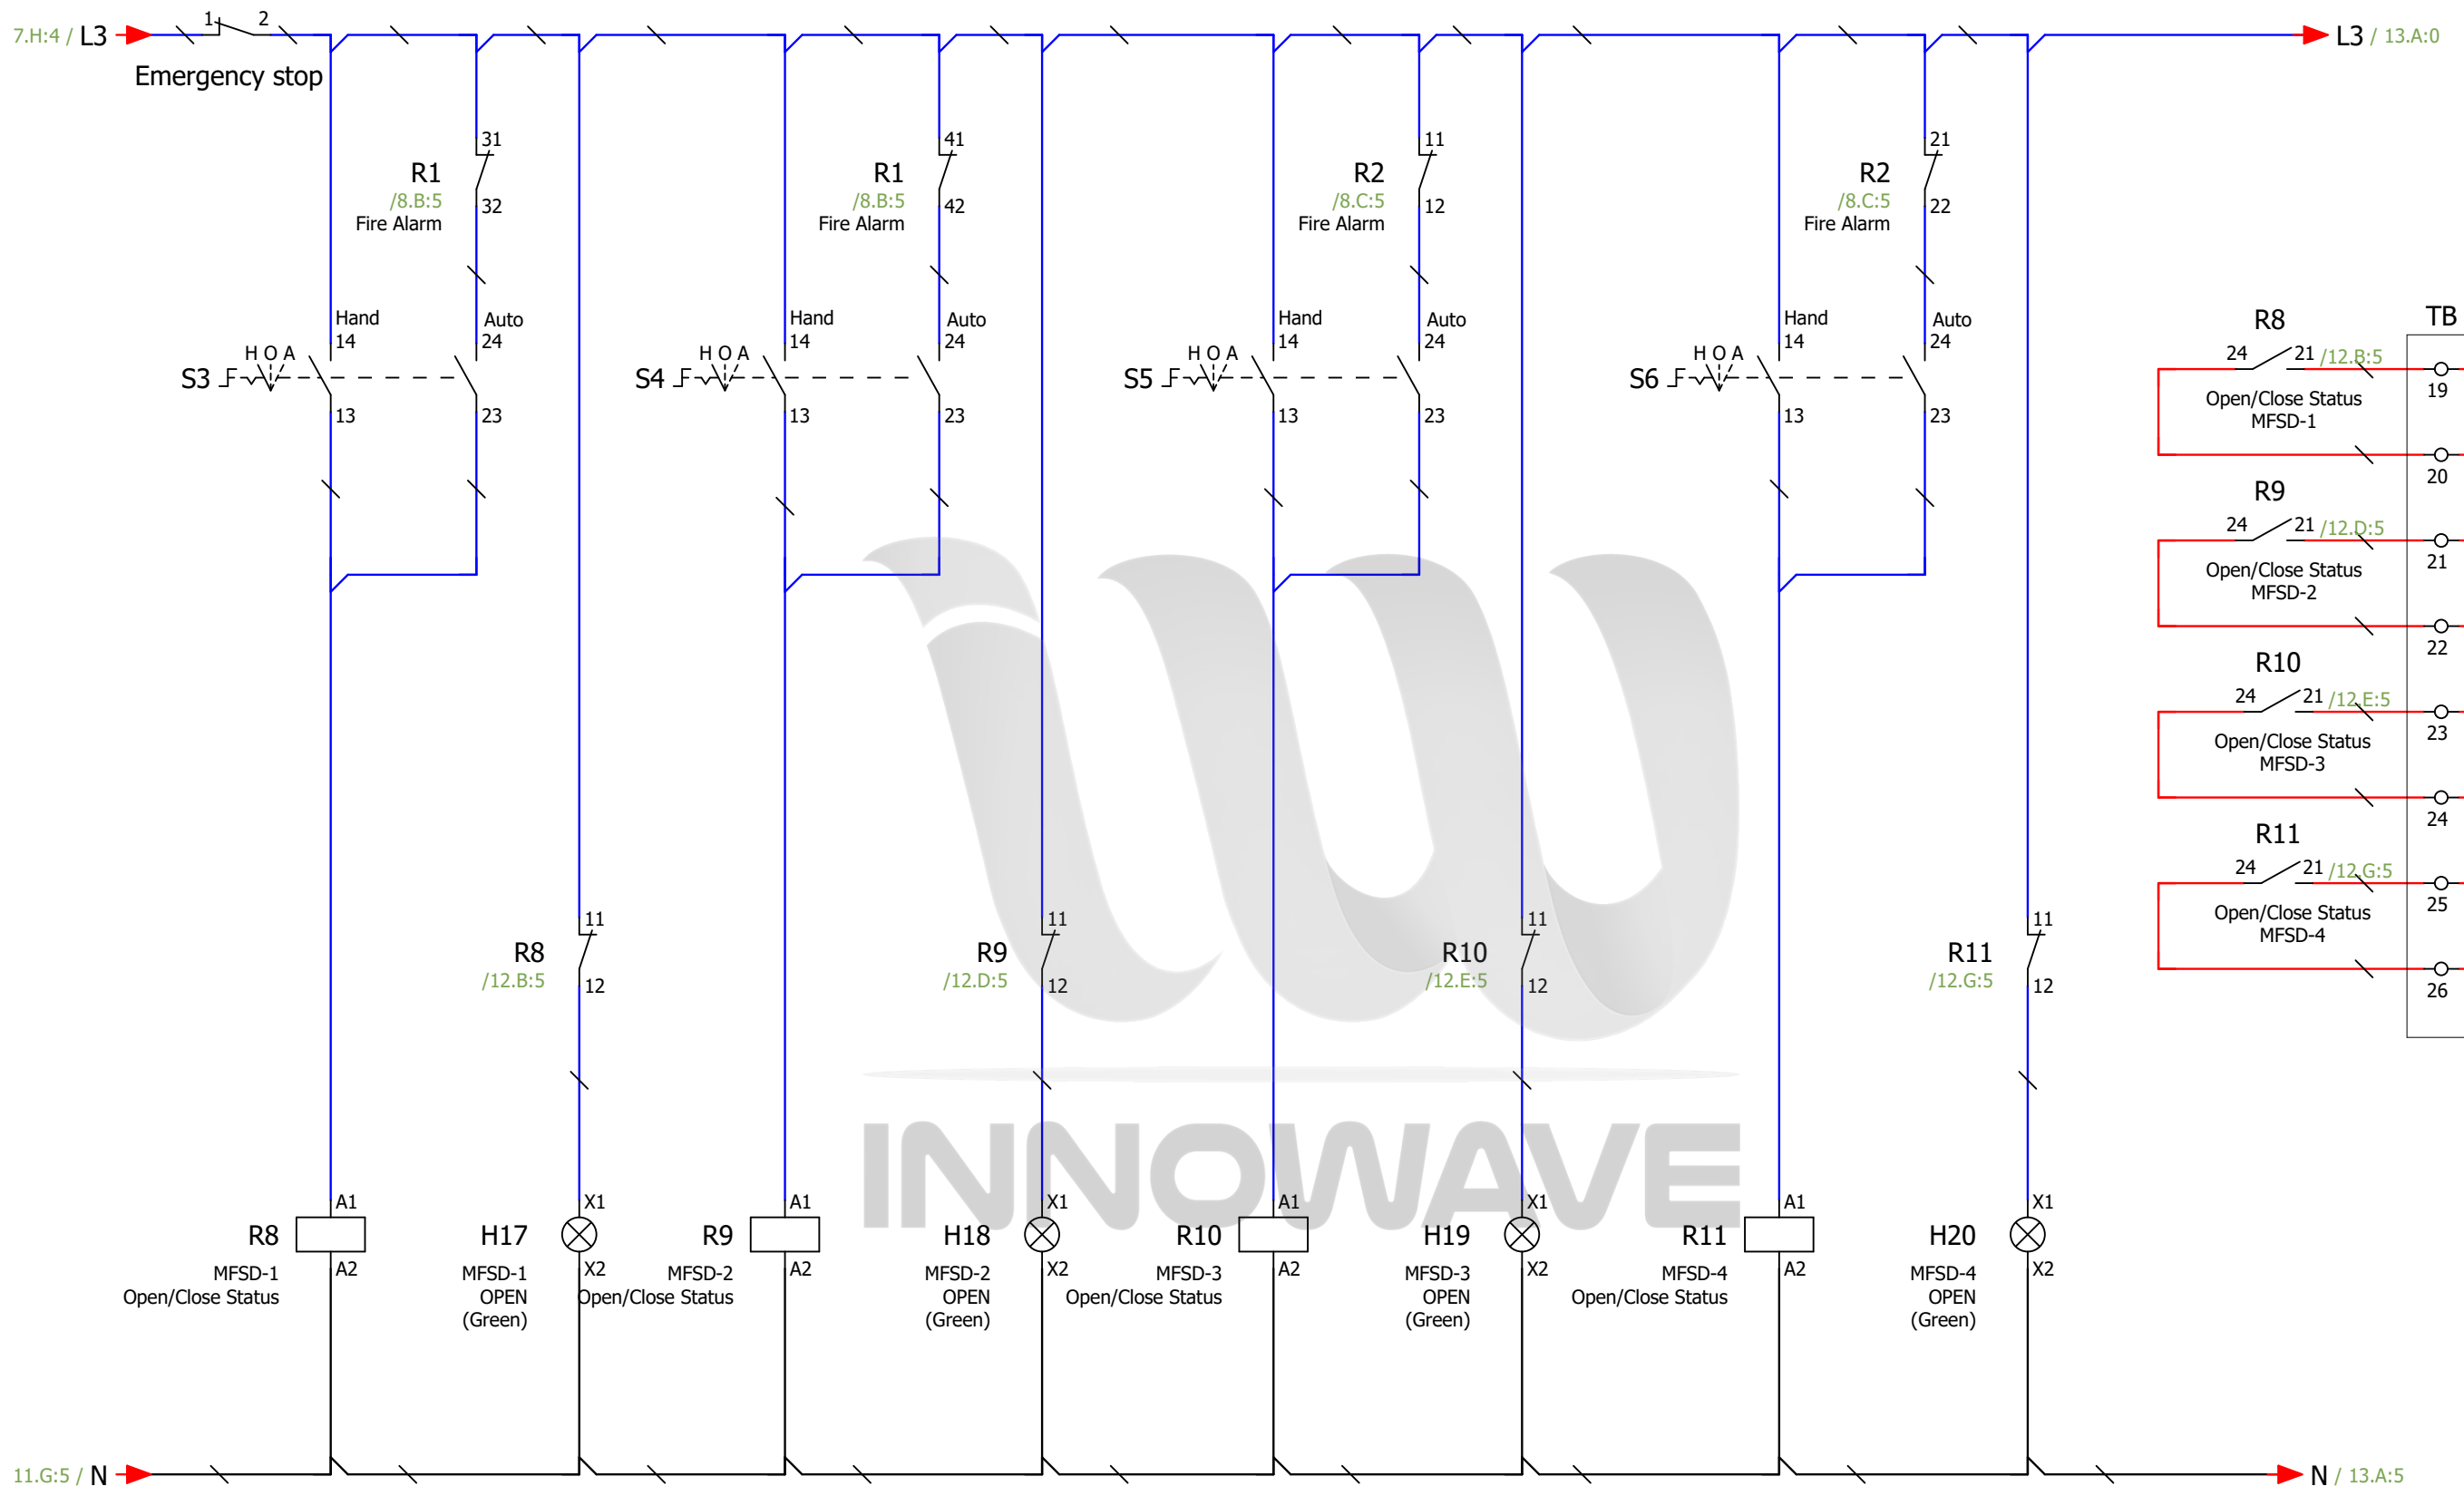 7.H:4 / L3
1 2
L3 / 13.A:0
Emergency stop
31
R1
/8.B:5
32
Fire Alarm
41
R1
/8.B:5
42
Fire Alarm
11
R2
/8.C:5
12
Fire Alarm
21
R2
/8.C:5
22
Fire Alarm
Hand
14
Auto
24
H O A
S3
13
23
Hand
14
Auto
24
H O A
S4
13
23
Hand
14
Auto
24
H O A
S5
13
23
Hand
14
Auto
24
H O A
S6
13
23
TB
R8
24 21 /12.B:5
19
Open/Close Status
MFSD-1
20
R9
24 21 /12.D:5
21
Open/Close Status
MFSD-2
22
R10
24 21 /12.E:5
23
Open/Close Status
MFSD-3
24
R11
24 21 /12.G:5
25
Open/Close Status
MFSD-4
26
11
R8
/12.B:5
12
11
R9
/12.D:5
12
11
R10
/12.E:5
12
11
R11
/12.G:5
12
INNOWAVE
A1
R8
A2
MFSD-1
Open/Close Status
X1
H17
X2
MFSD-1
OPEN
(Green)
A1
R9
A2
MFSD-2
Open/Close Status
X1
H18
X2
MFSD-2
OPEN
(Green)
A1
R10
A2
MFSD-3
Open/Close Status
X1
H19
X2
MFSD-3
OPEN
(Green)
A1
R11
A2
MFSD-4
Open/Close Status
X1
H20
X2
MFSD-4
OPEN
(Green)
11.G:5 / N
N / 13.A:5